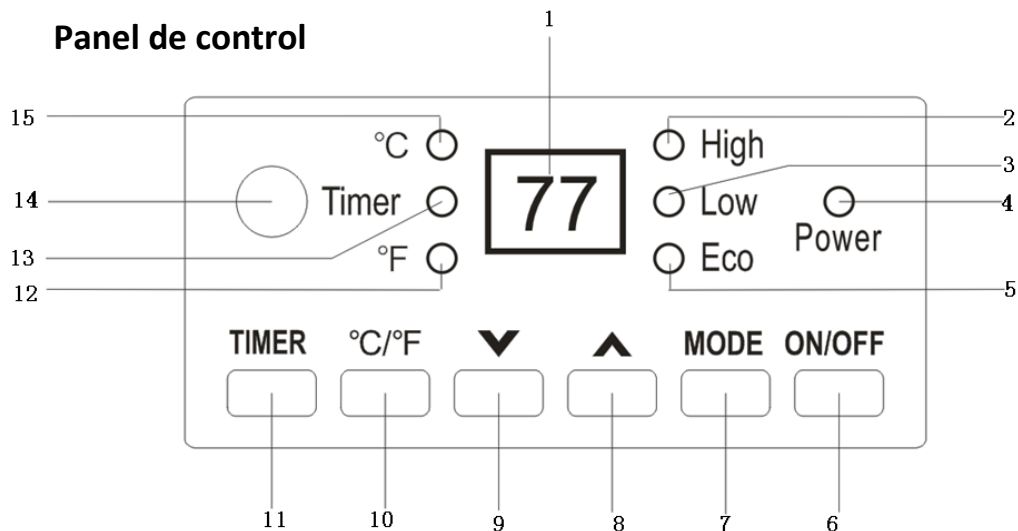 Panel de control
1
15 °C High 2
3
14 Timer 77 Low 4
Power
13 °F Eco
12 5
TIMER °C/°F MODE ON/OFF
11 10 9 8 7 6